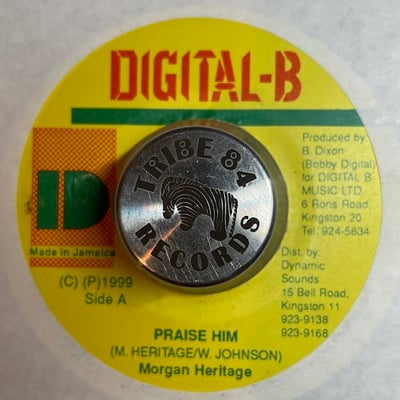 DIGITAL-B
TRIBE 84
RECORDS
Made in Jamaica
(C) (P)1999
Side A
Produced by
B. Dixon
(Bobby Digital)
for DIGITAL B
MUSIC LTD.
6 Rons Road,
Kingston 20
Tel: 924-5634
Dist. by:
Dynamic
Sounds
15 Bell Road,
Kingston 11
923-9138
923-9168
PRAISE HIM
(M. HERITAGE/W. JOHNSON)
Morgan Heritage